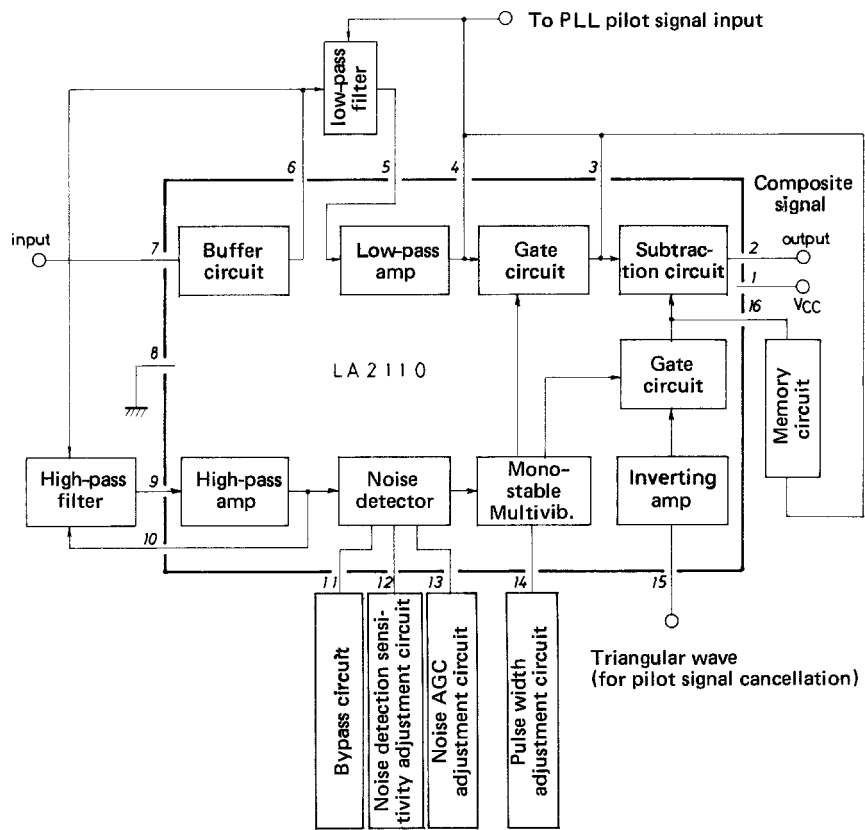 To PLL pilot signal input
low-pass
filter
6
5
4
3
Composite
signal
input
7
Buffer
circuit
Low-pass
amp
Gate
circuit
Subtrac-
tion circuit
2
output
1
VCC
16
8
LA2110
Gate
circuit
Memory
circuit
High-pass
filter
9
High-pass
amp
Noise
detector
Mono-
stable
Multivib.
Inverting
amp
10
11
12
13
14
15
Bypass circuit
Noise detection sensi-
tivity adjustment circuit
Noise AGC
adjustment circuit
Pulse width
adjustment circuit
Triangular wave
(for pilot signal cancellation)